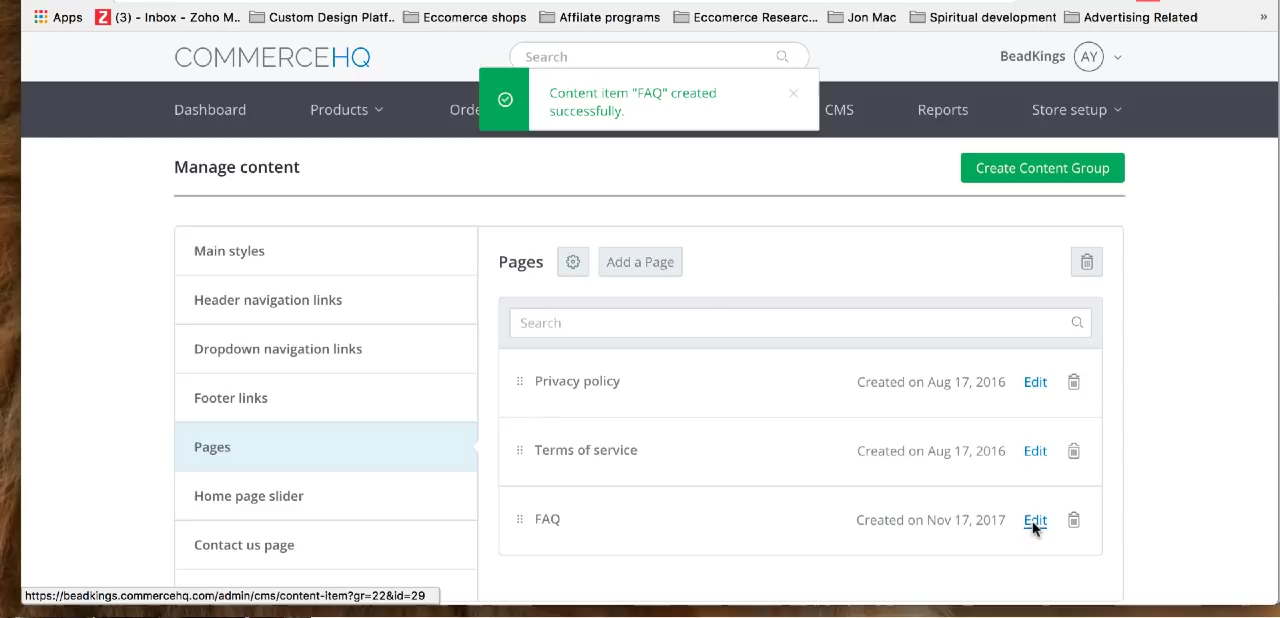 Apps (3) - Inbox - Zoho M.. Custom Design Platf.. Eccomerce shops Affilate programs Eccomerce Researc... Jon Mac Spiritual development Advertising Related »
COMMERCEHQ Search BeadKings AY
Content item "FAQ" created
successfully.
Dashboard Products Orde CMS Reports Store setup
Manage content Create Content Group
Main styles
Header navigation links
Dropdown navigation links
Footer links
Pages
Home page slider
Contact us page
Pages Add a Page
Search
Privacy policy Created on Aug 17, 2016 Edit
Terms of service Created on Aug 17, 2016 Edit
FAQ Created on Nov 17, 2017 Edit
https://beadkings.commercehq.com/admin/cms/content-item?gr=22&id=29